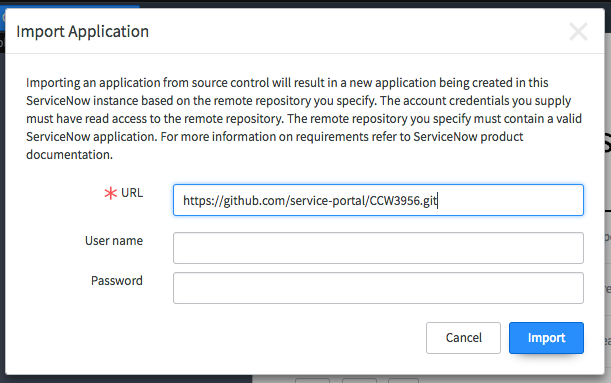 Import Application
Importing an application from source control will result in a new application being created in this
ServiceNow instance based on the remote repository you specify. The account credentials you supply
must have read access to the remote repository. The remote repository you specify must contain a valid
ServiceNow application. For more information on requirements refer to ServiceNow product
documentation.
URL
https://github.com/service-portal/CCW3956.git
User name
Password
Cancel
Import